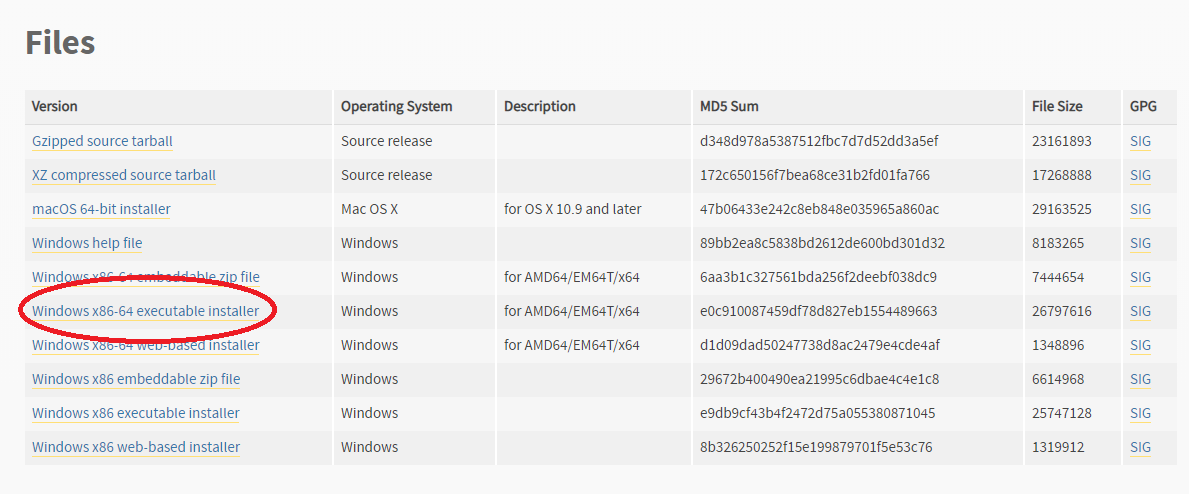 Files
Version Operating System Description MD5 Sum File Size GPG
Gzipped source tarball Source release d348d978a5387512fbc7d7d52dd3a5ef 23161893 SIG
XZ compressed source tarball Source release 172c650156f7bea68ce31b2fd01fa766 17268888 SIG
macOS 64-bit installer Mac OS X for OS X 10.9 and later 47b06433e242c8eb848e035965a860ac 29163525 SIG
Windows help file Windows 89bb2ea8c5838bd2612de600bd301d32 8183265 SIG
Windows x86-64 embeddable zip file Windows for AMD64/EM64T/x64 6aa3b1c327561bda256f2deebf038dc9 7444654 SIG
Windows x86-64 executable installer Windows for AMD64/EM64T/x64 e0c910087459df78d827eb1554489663 26797616 SIG
Windows x86-64 web-based installer Windows for AMD64/EM64T/x64 d1d09dad50247738d8ac2479e4cde4af 1348896 SIG
Windows x86 embeddable zip file Windows 29672b400490ea21995c6dbae4c4e1c8 6614968 SIG
Windows x86 executable installer Windows e9db9cf43b4f2472d75a055380871045 25747128 SIG
Windows x86 web-based installer Windows 8b326250252f15e199879701f5e53c76 1319912 SIG